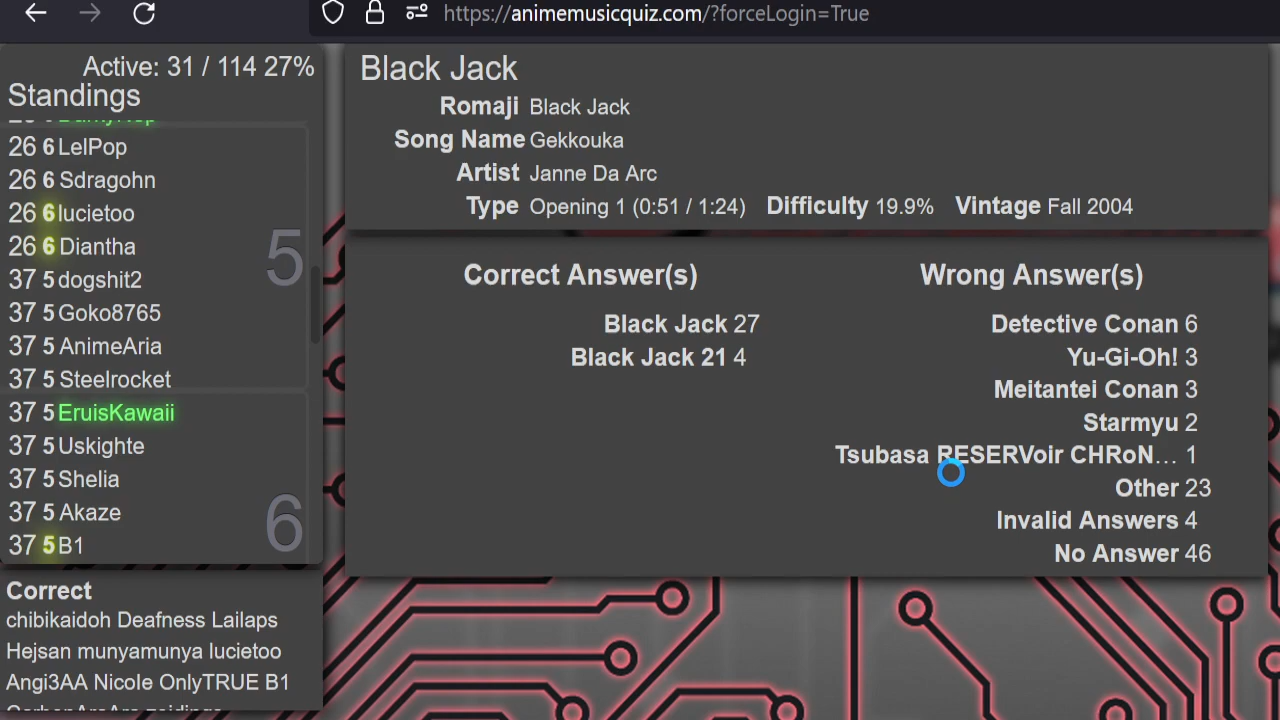 https://animemusicquiz.com/?forceLogin=True
Active: 31 / 114 27%
Standings
26 6 LelPop
26 6 Sdragohn
26 6 lucietoo
26 6 Diantha
5
37 5 dogshit2
37 5 Goko8765
37 5 AnimeAria
37 5 Steelrocket
37 5 EruisKawaii
37 5 Uskighte
37 5 Shelia
37 5 Akaze
6
37 5 B1
Correct
chibikaidoh Deafness Lailaps
Hejsan munyamunya lucietoo
Angi3AA Nicole OnlyTRUE B1
Black Jack
Romaji Black Jack
Song Name Gekkouka
Artist Janne Da Arc
Type Opening 1 (0:51 / 1:24) Difficulty 19.9% Vintage Fall 2004
Correct Answer(s)
Black Jack 27
Black Jack 21 4
Wrong Answer(s)
Detective Conan 6
Yu-Gi-Oh! 3
Meitantei Conan 3
Starmyu 2
Tsubasa RESERVoir CHRoN... 1
Other 23
Invalid Answers 4
No Answer 46